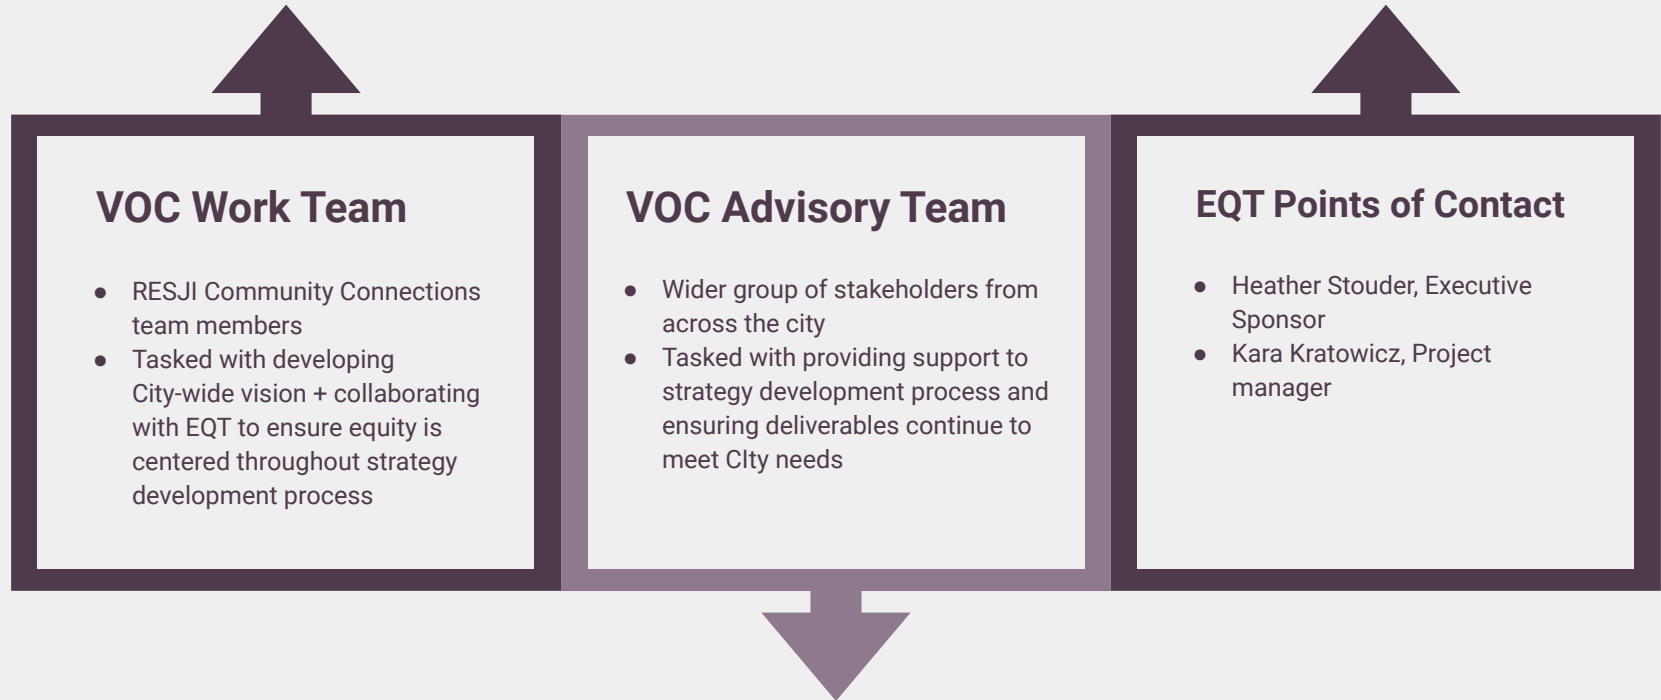 VOC Work Team
● RESJI Community Connections
team members
● Tasked with developing
City-wide vision + collaborating
with EQT to ensure equity is
centered throughout strategy
development process
VOC Advisory Team
● Wider group of stakeholders from
across the city
● Tasked with providing support to
strategy development process and
ensuring deliverables continue to
meet CIty needs
EQT Points of Contact
● Heather Stouder, Executive
Sponsor
● Kara Kratowicz, Project
manager